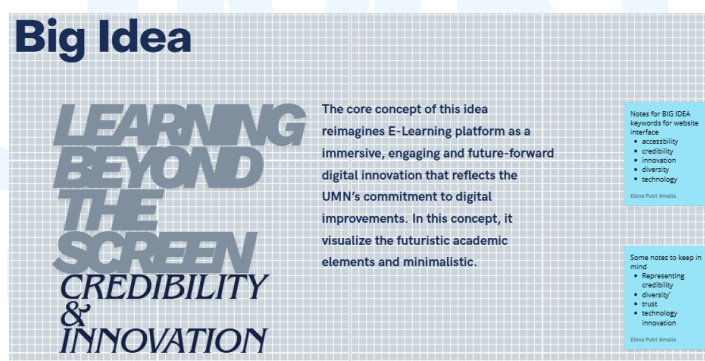 Big Idea
LEARNING
BEYOND
THE
SCREEN
CREDIBILITY
&
INNOVATION
The core concept of this idea
reimagines E-Learning platform as a
immersive, engaging and future-forward
digital innovation that reflects the
UMN's commitment to digital
improvements. In this concept, it
visualize the futuristic academic
elements and minimalistic.
Notes for BIG IDEA
keywords for website
interface
• accessbility
• credibility
• innovation
• diversity
• technology
Elena Putri Amalia
Some notes to keep in
mind
• Representing
credibility
• diversity'
• trust
• technology
innovation
Elena Putri Amalia